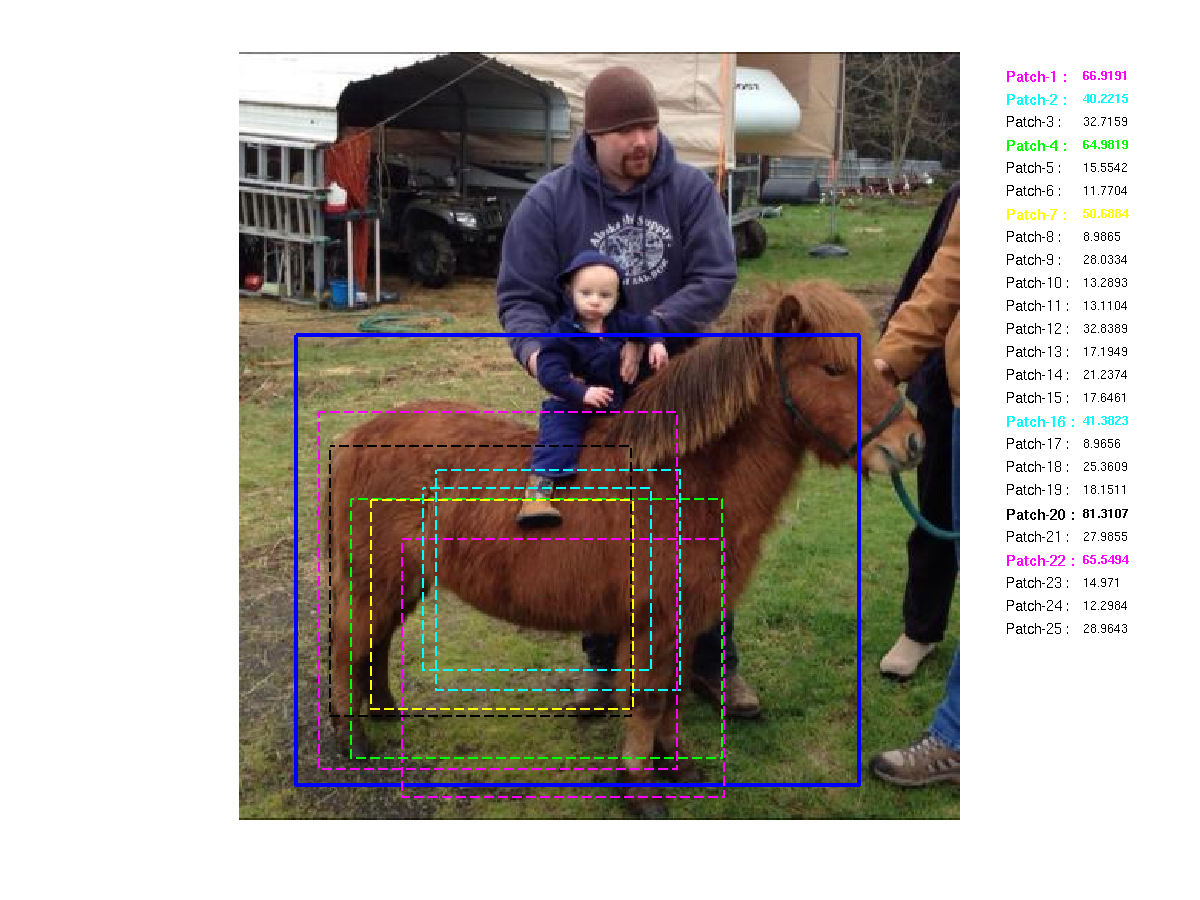 Patch-1 : 66.9191
Patch-2 : 40.2215
Patch-3 : 32.7159
Patch-4 : 64.9819
Patch-5 : 15.5542
Patch-6 : 11.7704
Patch-7 : 50.6884
Patch-8 : 8.9865
Patch-9 : 28.0334
Patch-10 : 13.2893
Patch-11 : 13.1104
Patch-12 : 32.8389
Patch-13 : 17.1949
Patch-14 : 21.2374
Patch-15 : 17.6461
Patch-16 : 41.3623
Patch-17 : 8.9656
Patch-18 : 25.3609
Patch-19 : 18.1511
Patch-20 : 81.3107
Patch-21 : 27.9855
Patch-22 : 65.5494
Patch-23 : 14.971
Patch-24 : 12.2984
Patch-25 : 28.9643